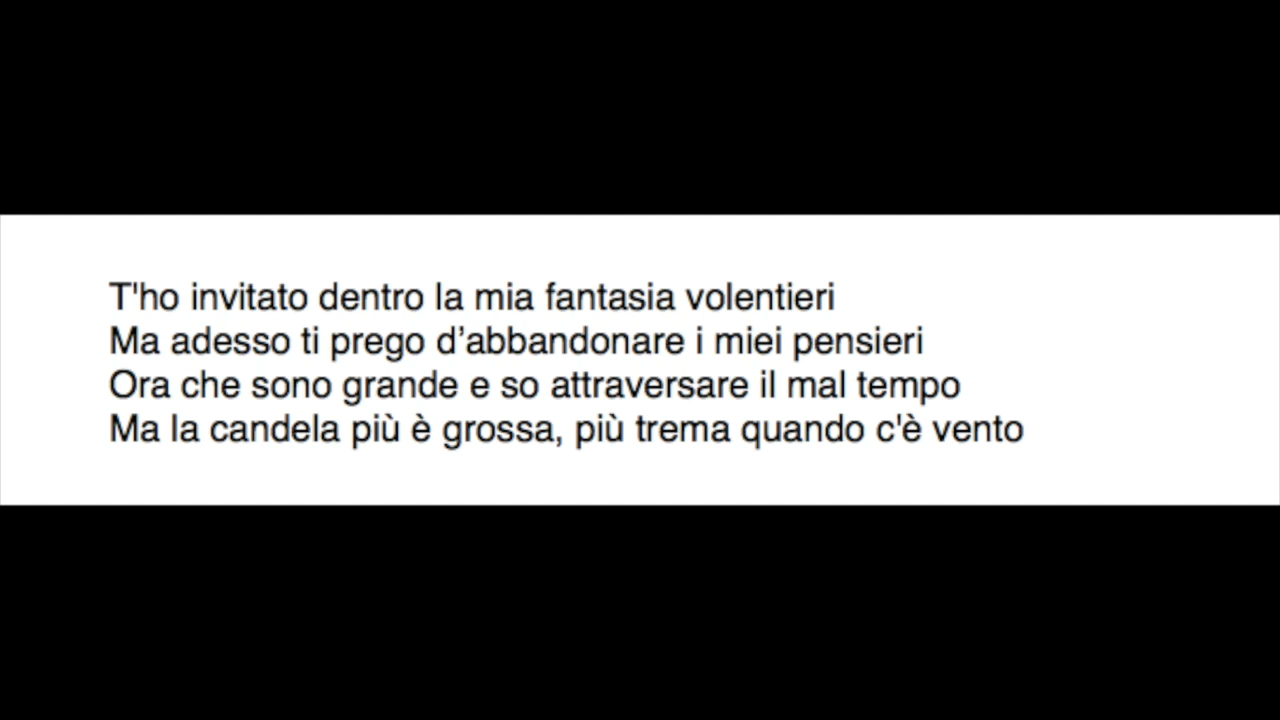 T'ho invitato dentro la mia fantasia volentieri
Ma adesso ti prego d’abbandonare i miei pensieri
Ora che sono grande e so attraversare il mal tempo
Ma la candela più è grossa, più trema quando c'è vento